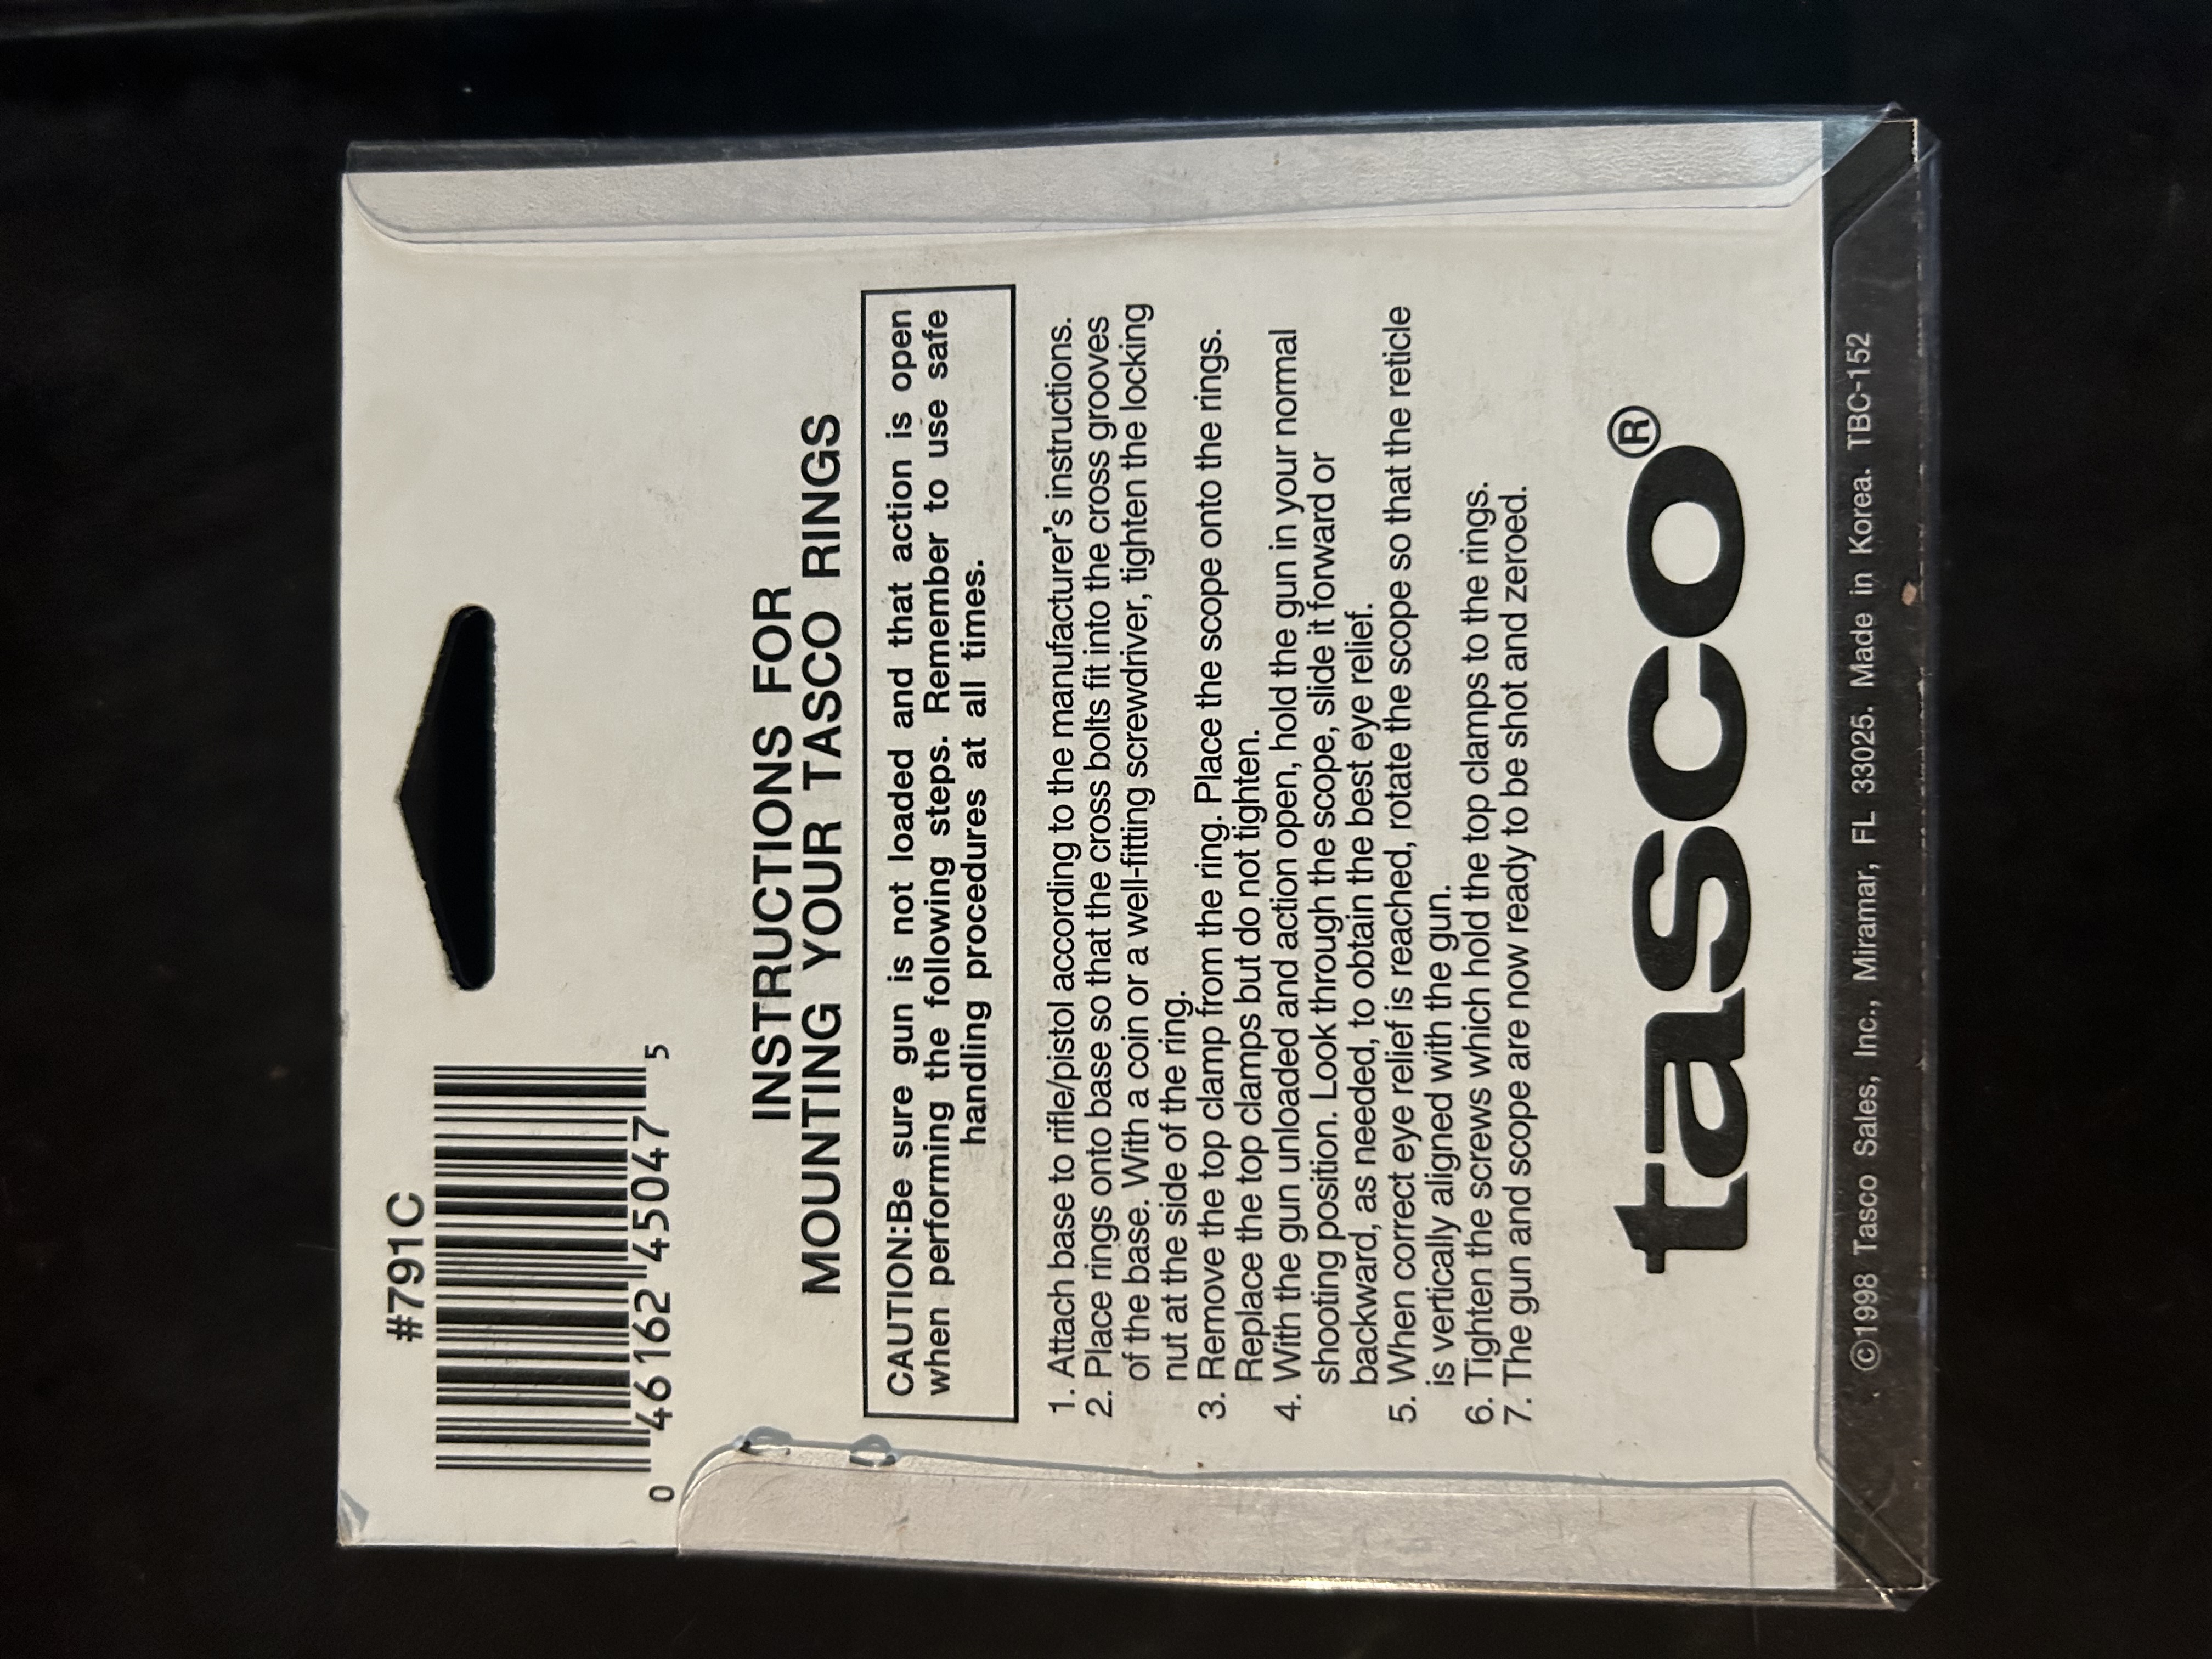 #791C
0 46162 45047 5
INSTRUCTIONS FOR
MOUNTING YOUR TASCO RINGS
CAUTION:Be sure gun is not loaded and that action is open
when performing the following steps. Remember to use safe
handling procedures at all times.
1. Attach base to rifle/pistol according to the manufacturer's instructions.
2. Place rings onto base so that the cross bolts fit into the cross grooves
of the base. With a coin or a well-fitting screwdriver, tighten the locking
nut at the side of the ring.
3. Remove the top clamp from the ring. Place the scope onto the rings.
Replace the top clamps but do not tighten.
4. With the gun unloaded and action open, hold the gun in your normal
shooting position. Look through the scope, slide it forward or
backward, as needed, to obtain the best eye relief.
5. When correct eye relief is reached, rotate the scope so that the reticle
is vertically aligned with the gun.
6. Tighten the screws which hold the top clamps to the rings.
7. The gun and scope are now ready to be shot and zeroed.
tasco®
©1998 Tasco Sales, Inc., Miramar, FL 33025. Made in Korea. TBC-152